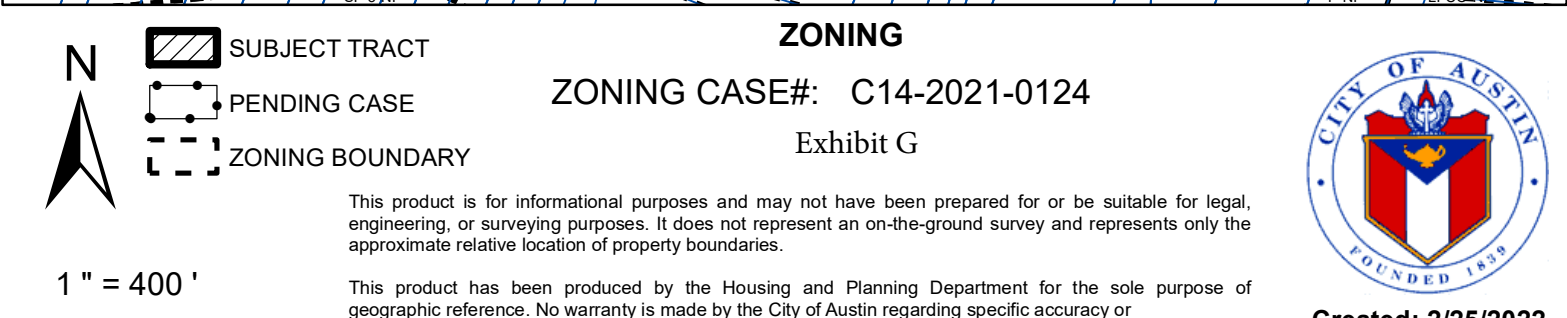 ZONING
SUBJECT TRACT
ZONING CASE#: C14-2021-0124
PENDING CASE
Exhibit G
ZONING BOUNDARY
N
This product is for informational purposes and may not have been prepared for or be suitable for legal,
engineering, or surveying purposes. It does not represent an on-the-ground survey and represents only the
approximate relative location of property boundaries.
1 " = 400 '
This product has been produced by the Housing and Planning Department for the sole purpose of
geographic reference. No warranty is made by the City of Austin regarding specific accuracy or
CITY OF AUSTIN
FOUNDED 1839
Created: 2/25/2022